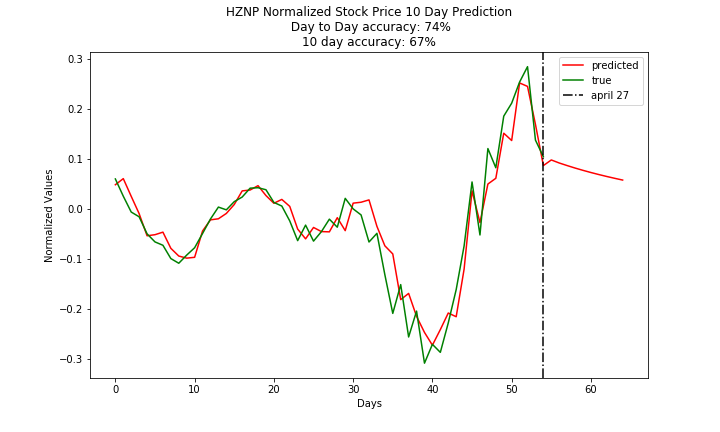 HZNP Normalized Stock Price 10 Day Prediction
Day to Day accuracy: 74%
10 day accuracy: 67%
predicted
true
april 27
0.3
0.2
0.1
0.0
−0.1
−0.2
−0.3
Normalized Values
0 10 20 30 40 50 60
Days